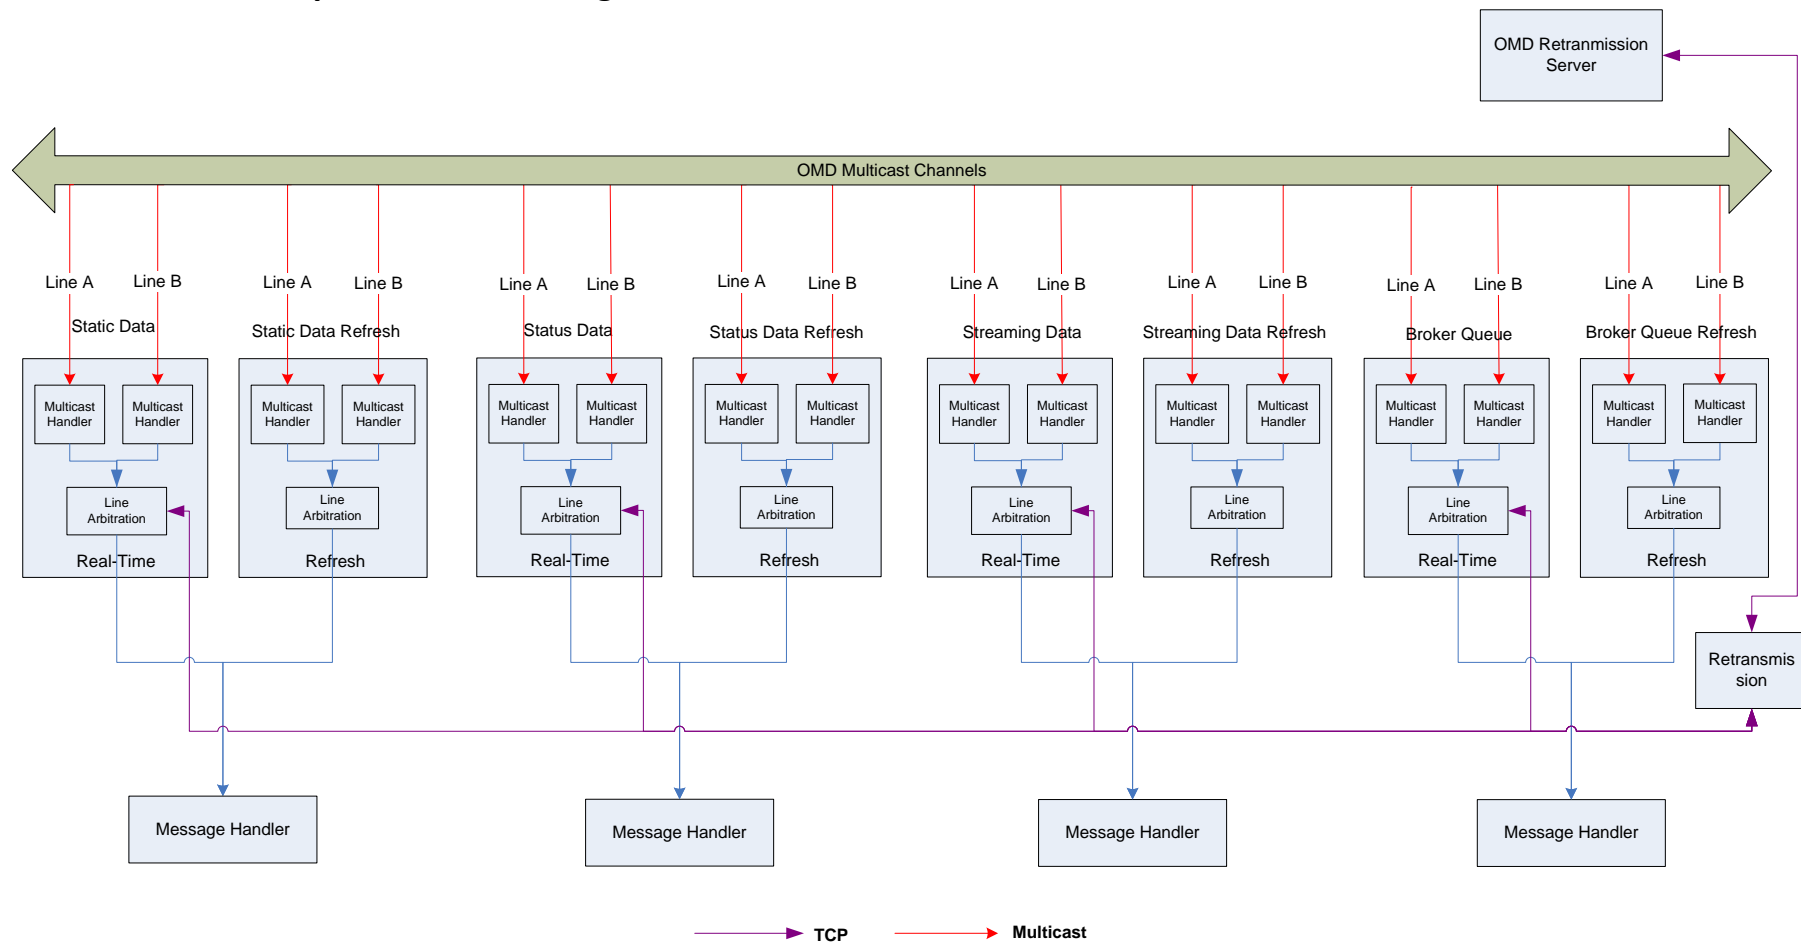 OMD Retranmission
Server
OMD Multicast Channels
Line A
Line B
Line A
Line B
Line A
Line B
Line A
Line B
Line A
Line B
Line A
Line B
Line A
Line B
Line A
Line B
Static Data
Static Data Refresh
Status Data
Status Data Refresh
Streaming Data
Streaming Data Refresh
Broker Queue
Broker Queue Refresh
Multicast
Handler
Multicast
Handler
Multicast
Handler
Multicast
Handler
Multicast
Handler
Multicast
Handler
Multicast
Handler
Multicast
Handler
Multicast
Handler
Multicast
Handler
Multicast
Handler
Multicast
Handler
Multicast
Handler
Multicast
Handler
Multicast
Handler
Multicast
Handler
Line
Arbitration
Line
Arbitration
Line
Arbitration
Line
Arbitration
Line
Arbitration
Line
Arbitration
Line
Arbitration
Line
Arbitration
Real-Time
Refresh
Real-Time
Refresh
Real-Time
Refresh
Real-Time
Refresh
Retransmis
sion
Message Handler
Message Handler
Message Handler
Message Handler
TCP
Multicast